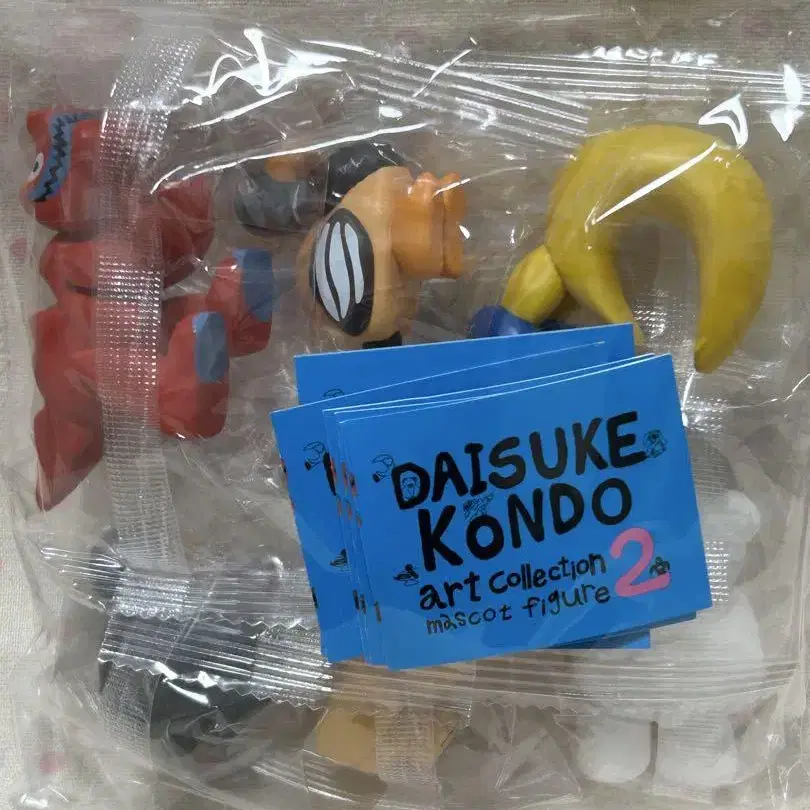 DAISUKE
KONDO
art collection 2
mascot figure